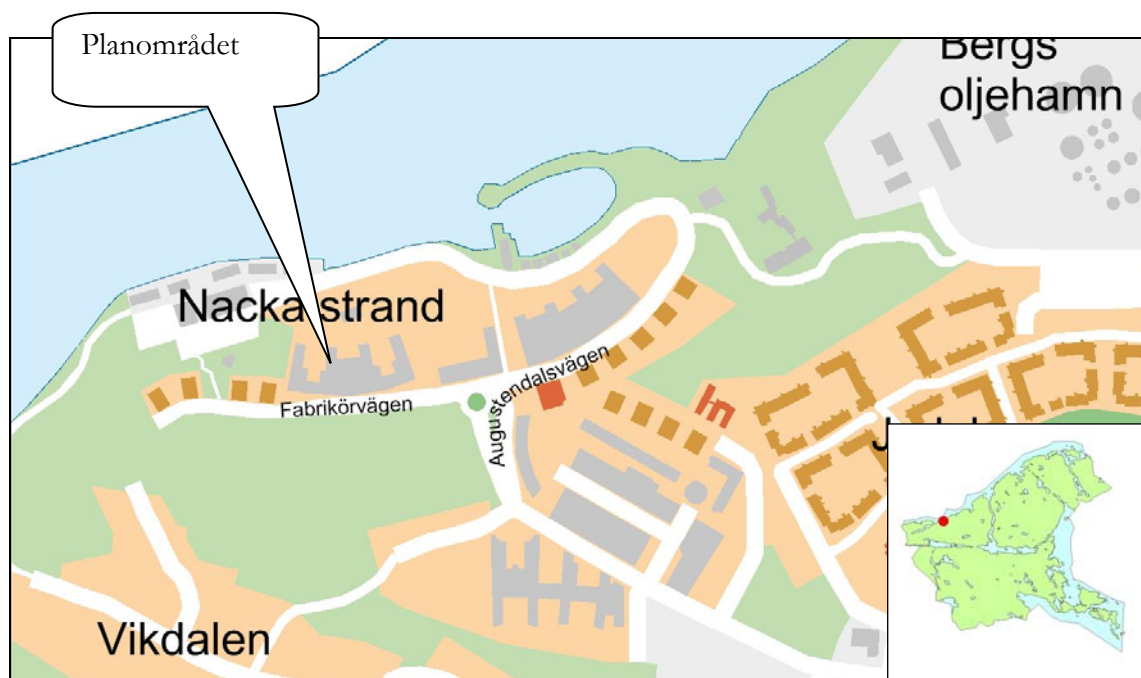 Planområdet
Bergs
oljehamn
Nacka strand
Fabrikörvägen
Augustendalsvägen
Vikdalen